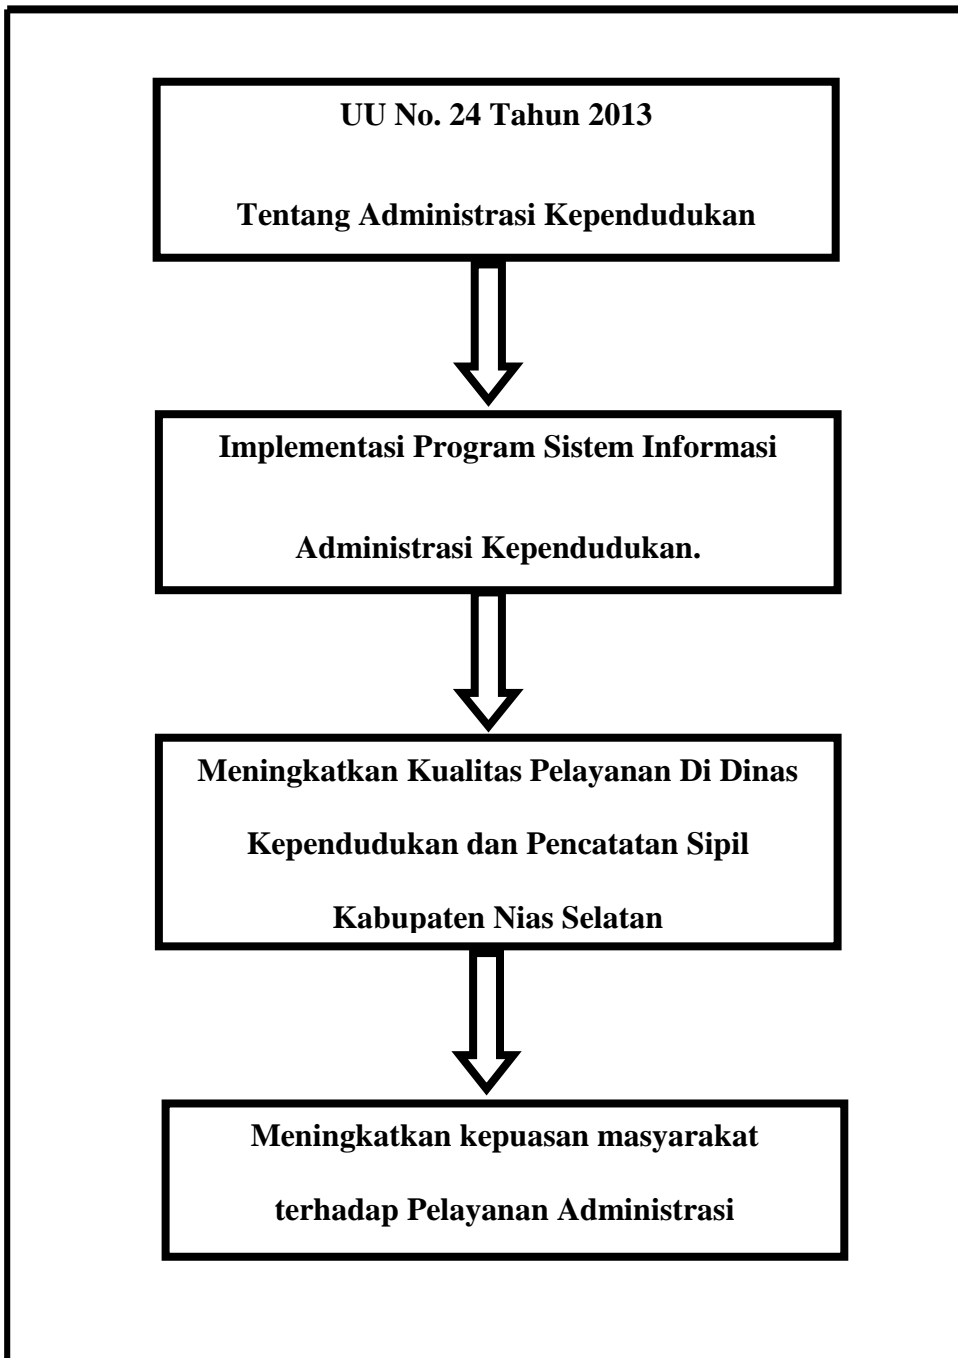 UU No. 24 Tahun 2013
Tentang Administrasi Kependudukan
Implementasi Program Sistem Informasi
Administrasi Kependudukan.
Meningkatkan Kualitas Pelayanan Di Dinas
Kependudukan dan Pencatatan Sipil
Kabupaten Nias Selatan
Meningkatkan kepuasan masyarakat
terhadap Pelayanan Administrasi